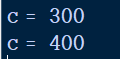 c = 300
c = 400